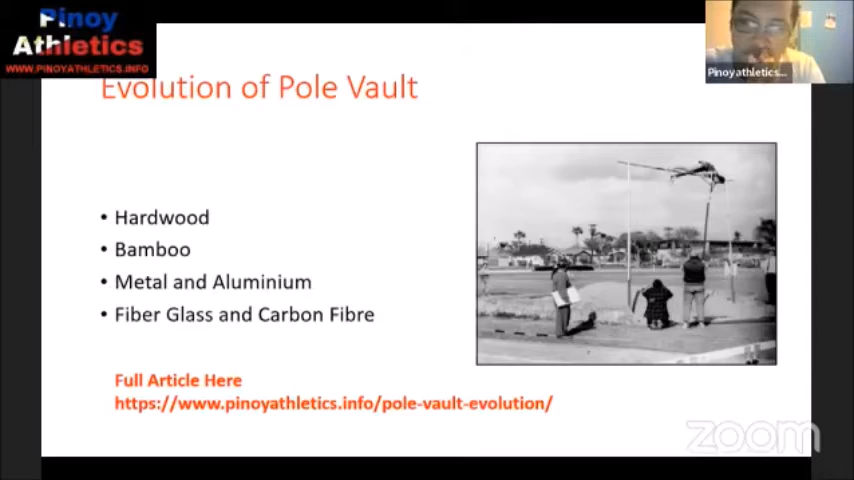 Pinoy
Athletics
WWW.PINOYATHLETICS.INFO
Pinoyathletics...
Evolution of Pole Vault
• Hardwood
• Bamboo
• Metal and Aluminium
• Fiber Glass and Carbon Fibre
Full Article Here
https://www.pinoyathletics.info/pole-vault-evolution/
zoom